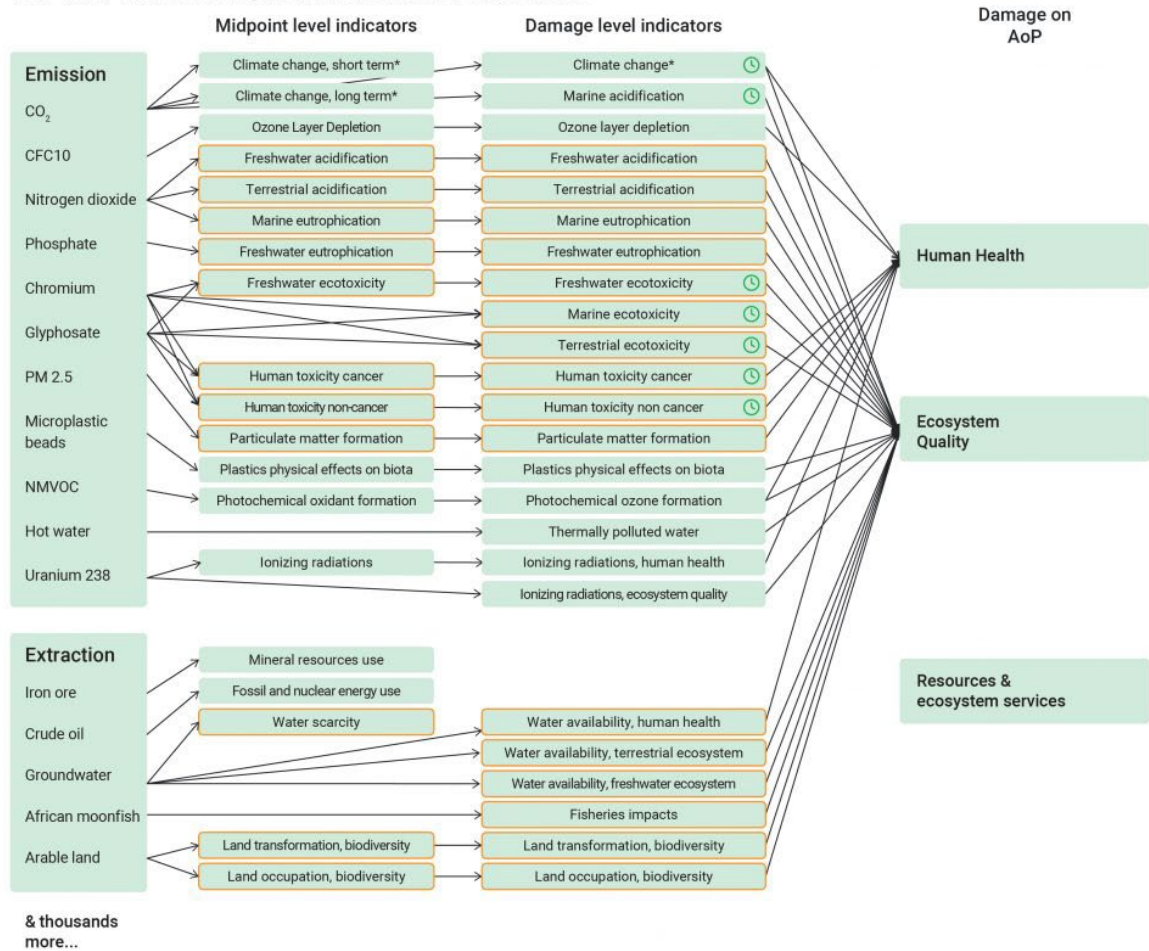 Midpoint level indicators
Damage level indicators
Damage on
AoP
Emission
CO2
CFC10
Nitrogen dioxide
Phosphate
Chromium
Glyphosate
PM 2.5
Microplastic
beads
NMVOC
Hot water
Uranium 238
Climate change, short term*
Climate change, long term*
Ozone Layer Depletion
Freshwater acidification
Terrestrial acidification
Marine eutrophication
Freshwater eutrophication
Freshwater ecotoxicity
Human toxicity cancer
Human toxicity non-cancer
Particulate matter formation
Plastics physical effects on biota
Photochemical oxidant formation
Ionizing radiations
Climate change*
Marine acidification
Ozone layer depletion
Freshwater acidification
Terrestrial acidification
Marine eutrophication
Freshwater eutrophication
Freshwater ecotoxicity
Marine ecotoxicity
Terrestrial ecotoxicity
Human toxicity cancer
Human toxicity non cancer
Particulate matter formation
Plastics physical effects on biota
Photochemical ozone formation
Thermally polluted water
Ionizing radiations, human health
Ionizing radiations, ecosystem quality
Human Health
Ecosystem
Quality
Extraction
Iron ore
Crude oil
Groundwater
African moonfish
Arable land
Mineral resources use
Fossil and nuclear energy use
Water scarcity
Land transformation, biodiversity
Land occupation, biodiversity
Water availability, human health
Water availability, terrestrial ecosystem
Water availability, freshwater ecosystem
Fisheries impacts
Land transformation, biodiversity
Land occupation, biodiversity
Resources &
ecosystem services
& thousands
more...